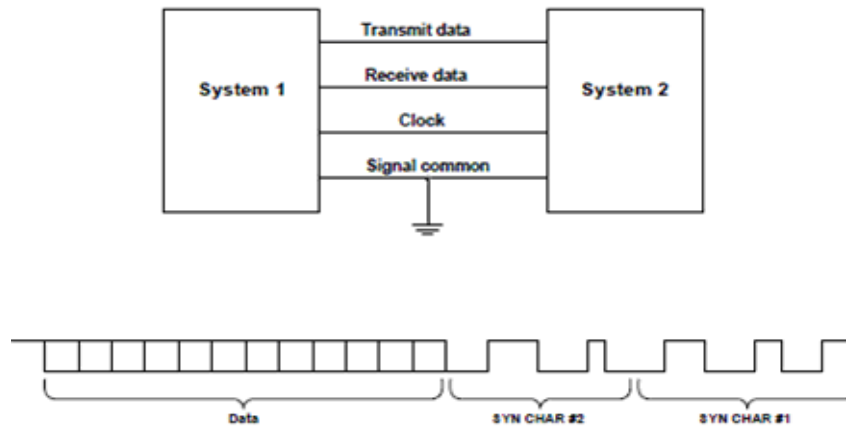 Transmit data
Receive data
System 1
System 2
Clock
Signal common
Data
SYN CHAR #2
SYN CHAR #1